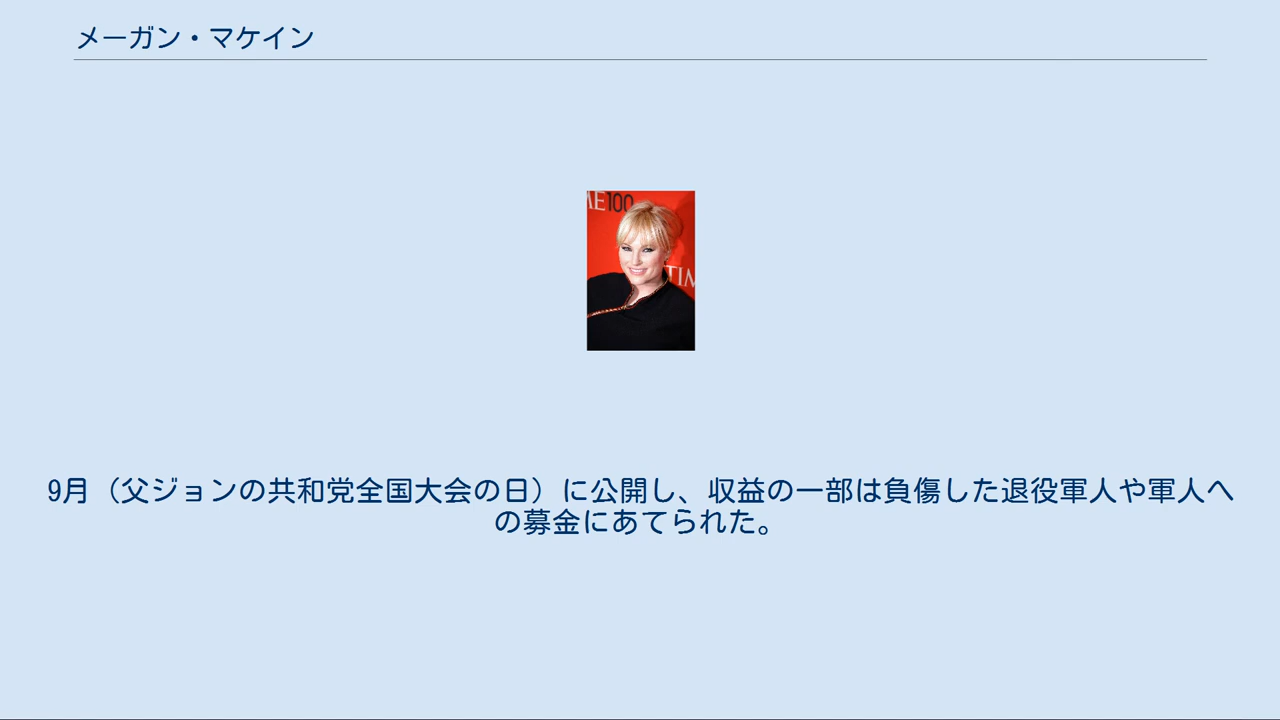 メーガン・マケイン
ME100
TIM
9月（父ジョンの共和党全国大会の日）に公開し、収益の一部は負傷した退役軍人や軍人へ
の募金にあてられた。